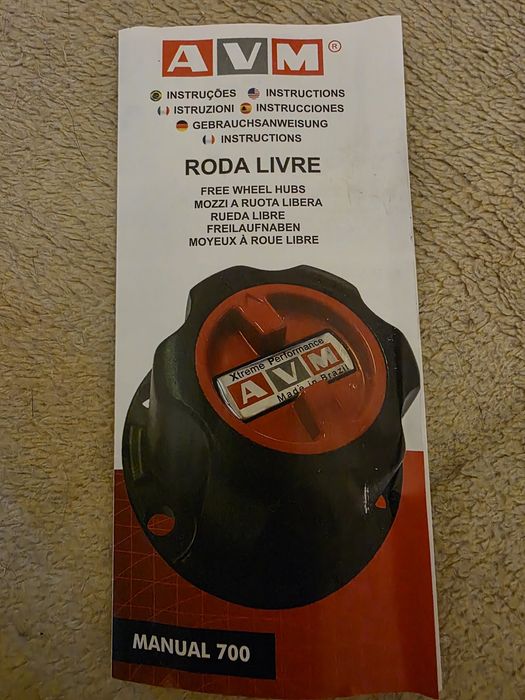 AVM®
INSTRUÇÕES INSTRUCTIONS
ISTRUZIONI INSTRUCCIONES
GEBRAUCHSANWEISUNG
INSTRUCTIONS
RODA LIVRE
FREE WHEEL HUBS
MOZZI A RUOTA LIBERA
RUEDA LIBRE
FREILAUFNABEN
MOYEUX À ROUE LIBRE
Xtreme Performance
AVM
Made in Brazil
MANUAL 700